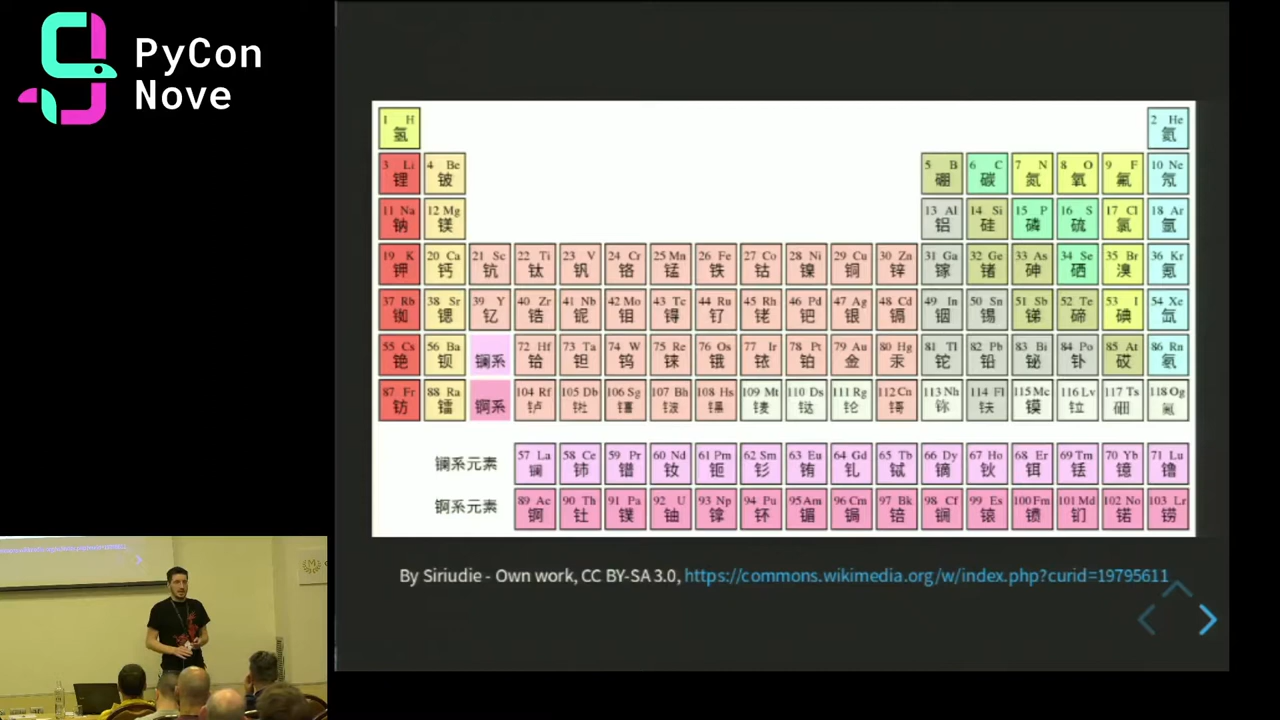 PyCon
Nove
1 H 2 He
氢 氦
3 Li 4 Be 5 B 6 C 7 N 8 O 9 F 10 Ne
锂 铍 硼 碳 氮 氧 氟 氖
11 Na 12 Mg 13 Al 14 Si 15 P 16 S 17 Cl 18 Ar
钠 镁 铝 硅 磷 硫 氯 氩
19 K 20 Ca 21 Sc 22 Ti 23 V 24 Cr 25 Mn 26 Fe 27 Co 28 Ni 29 Cu 30 Zn 31 Ga 32 Ge 33 As 34 Se 35 Br 36 Kr
钾 钙 钪 钛 钒 铬 锰 铁 钴 镍 铜 锌 镓 锗 砷 硒 溴 氪
37 Rb 38 Sr 39 Y 40 Zr 41 Nb 42 Mo 43 Tc 44 Ru 45 Rh 46 Pd 47 Ag 48 Cd 49 In 50 Sn 51 Sb 52 Te 53 I 54 Xe
铷 锶 钇 锆 铌 钼 锝 钌 铑 钯 银 镉 铟 锡 锑 碲 碘 氙
55 Cs 56 Ba 镧系 72 Hf 73 Ta 74 W 75 Re 76 Os 77 Ir 78 Pt 79 Au 80 Hg 81 Tl 82 Pb 83 Bi 84 Po 85 At 86 Rn
铯 钡 铪 钽 钨 铼 锇 铱 铂 金 汞 铊 铅 铋 钋 砹 氡
87 Fr 88 Ra 锕系 104 Rf 105 Db 106 Sg 107 Bh 108 Hs 109 Mt 110 Ds 111 Rg 112 Cn 113 Nh 114 Fl 115 Mc 116 Lv 117 Ts 118 Og
钫 镭 𬬻 𬭊 𬭳 𬭛 𬭶 鿏 𫟼 𬬭 鿔 鿭 𫓧 镆 𫟷 鿬 鿫
镧系元素 57 La 58 Ce 59 Pr 60 Nd 61 Pm 62 Sm 63 Eu 64 Gd 65 Tb 66 Dy 67 Ho 68 Er 69 Tm 70 Yb 71 Lu
镧 铈 镨 钕 钷 钐 铕 钆 铽 镝 钬 铒 铥 镱 镥
锕系元素 89 Ac 90 Th 91 Pa 92 U 93 Np 94 Pu 95 Am 96 Cm 97 Bk 98 Cf 99 Es 100 Fm 101 Md 102 No 103 Lr
锕 钍 镤 铀 镎 钚 镅 锔 锫 锎 锿 镄 钔 锘 铹
By Siriudie - Own work, CC BY-SA 3.0, https://commons.wikimedia.org/w/index.php?curid=19795611